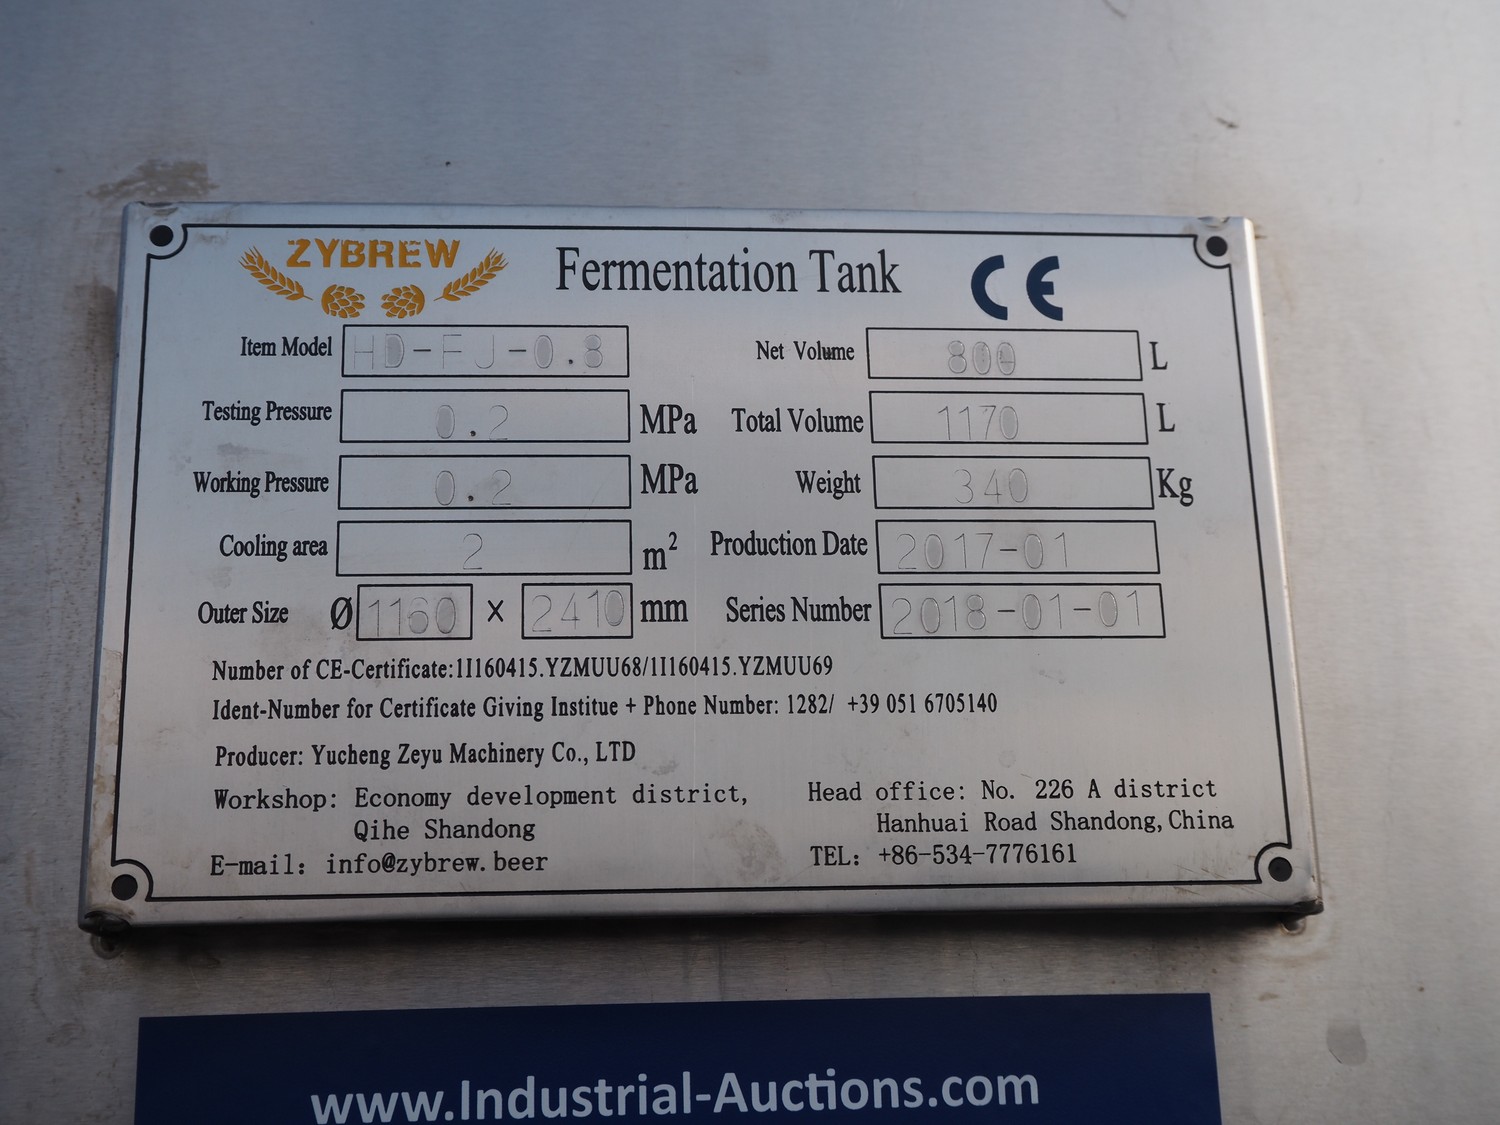 ZYBREW Fermentation Tank CE
Item Model HD-FJ-0.8 Net Volume 800 L
Testing Pressure 0.2 MPa Total Volume 1170 L
Working Pressure 0.2 MPa Weight 340 Kg
Cooling area 2 m² Production Date 2017-01
Outer Size Ø 1160 × 2410 mm Series Number 2018-01-01
Number of CE-Certificate:1I160415.YZMUU68/1I160415.YZMUU69
Ident-Number for Certificate Giving Institue + Phone Number: 1282/ +39 051 6705140
Producer: Yucheng Zeyu Machinery Co., LTD
Workshop: Economy development district,
Qihe Shandong
E-mail: info@zybrew.beer
Head office: No. 226 A district
Hanhuai Road Shandong, China
TEL: +86-534-7776161
www.Industrial-Auctions.com